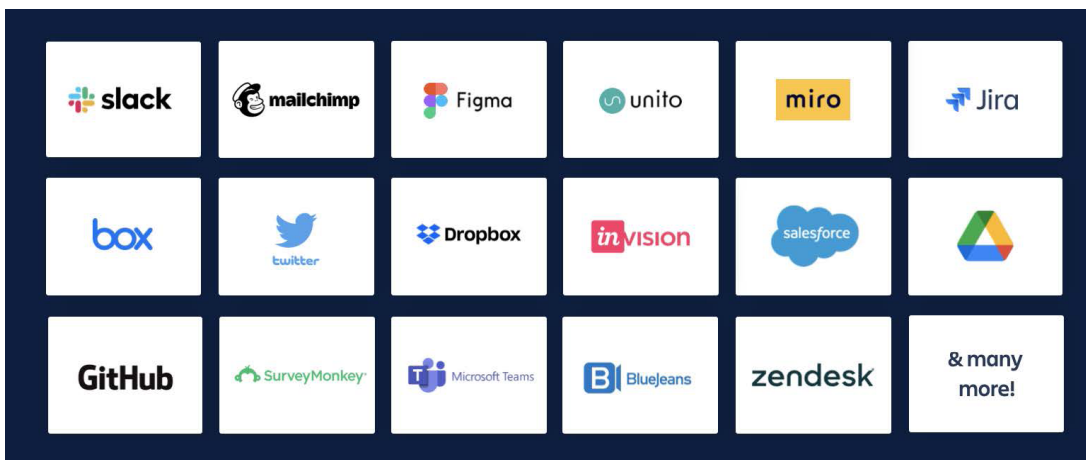 slack
mailchimp
Figma
unito
miro
Jira
box
twitter
Dropbox
invision
salesforce
GitHub
SurveyMonkey
T Microsoft Teams
B BlueJeans
zendesk
& many
more!